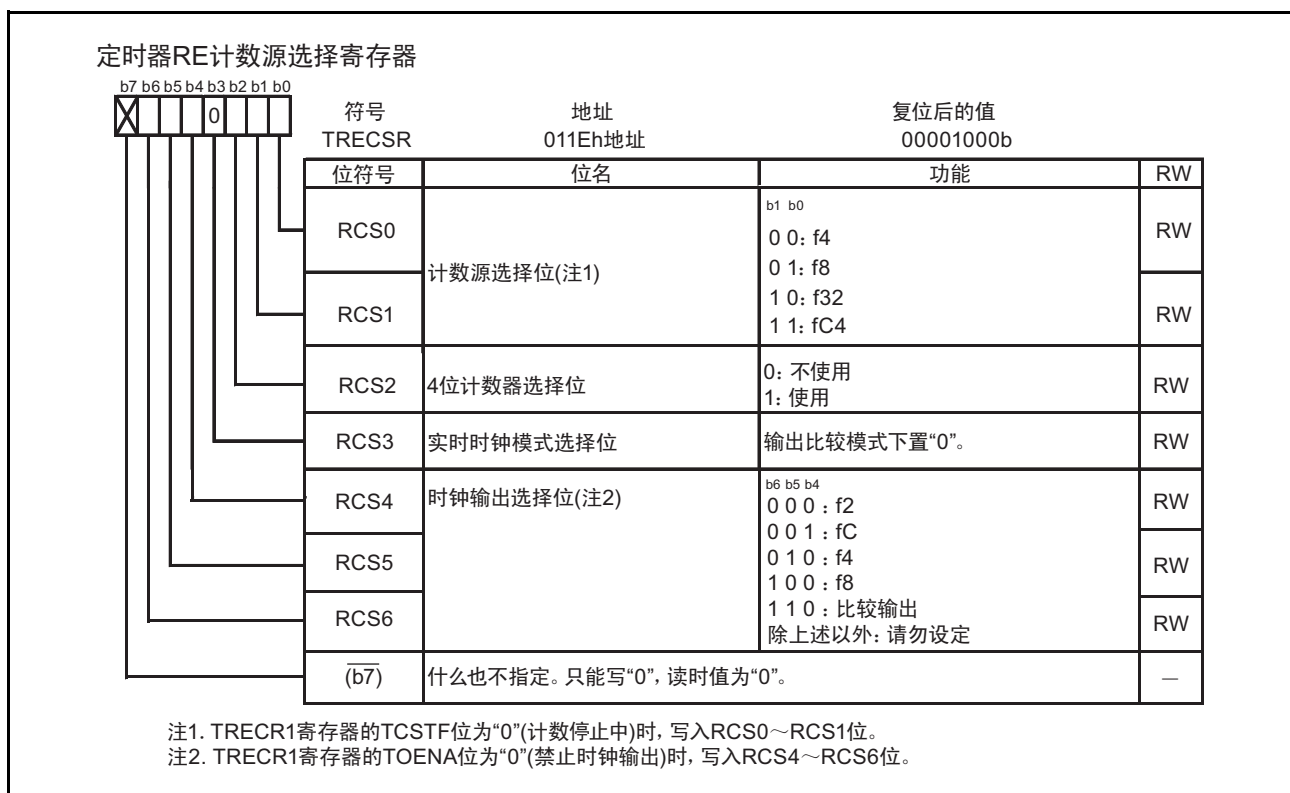 定时器RE计数源选择寄存器
b7 b6 b5 b4 b3 b2 b1 b0
0
符号 地址 复位后的值
TRECSR 011Eh地址 00001000b
位符号 位名 功能 RW
RCS0 计数源选择位(注1) b1 b0 RW
0 0: f4
0 1: f8
RCS1 1 0: f32 RW
1 1: fC4
RCS2 4位计数器选择位 0: 不使用 RW
1: 使用
RCS3 实时时钟模式选择位 输出比较模式下置“0”。 RW
RCS4 时钟输出选择位(注2) b6 b5 b4 RW
0 0 0 : f2
0 0 1 : fC
RCS5 0 1 0 : f4 RW
1 0 0 : f8
RCS6 1 1 0 : 比较输出 RW
除上述以外: 请勿设定
(b7) 什么也不指定。只能写“0”, 读时值为“0”。 —
注1. TRECR1寄存器的TCSTF位为“0”(计数停止中)时, 写入RCS0～RCS1位。
注2. TRECR1寄存器的TOENA位为“0”(禁止时钟输出)时, 写入RCS4～RCS6位。